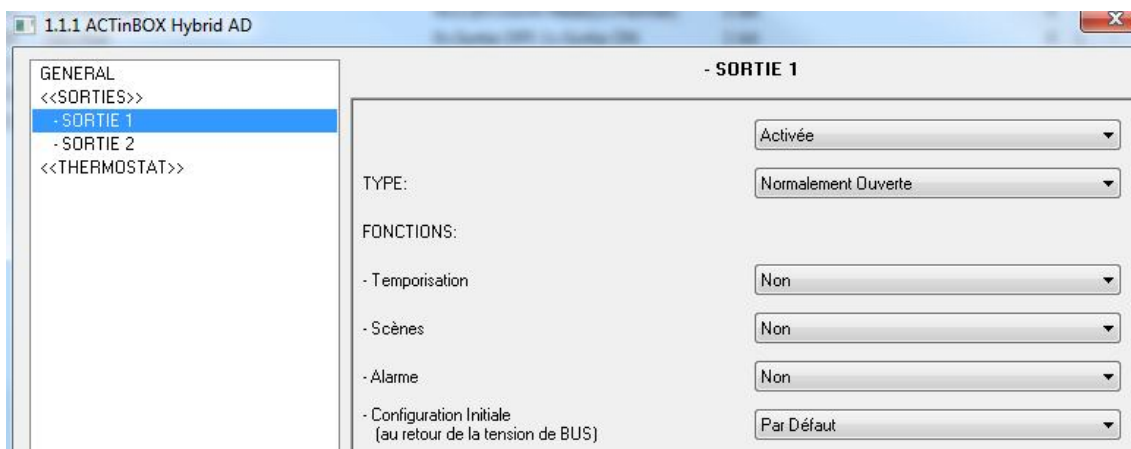 1.1.1 ACTinBOX Hybrid AD
GENERAL
<<SORTIES>>
- SORTIE 1
- SORTIE 2
<<THERMOSTAT>>
- SORTIE 1
Activée
TYPE: Normalement Ouverte
FONCTIONS:
- Temporisation Non
- Scènes Non
- Alarme Non
- Configuration Initiale
(au retour de la tension de BUS) Par Défaut